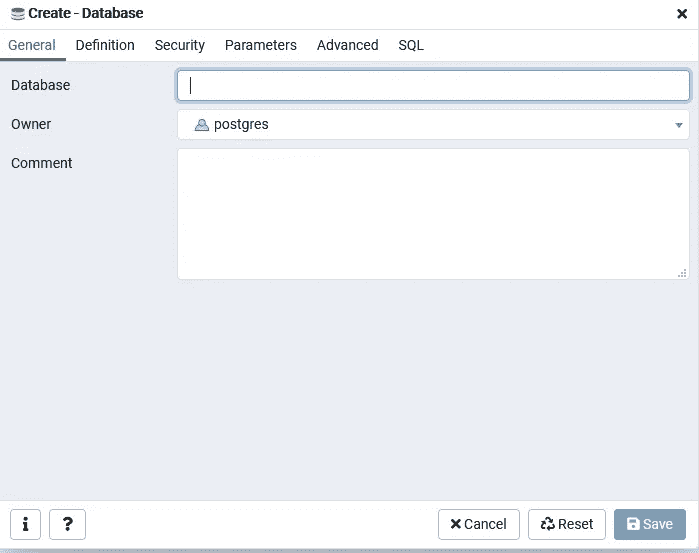 Create - Database
General Definition Security Parameters Advanced SQL
Database
Owner postgres
Comment
i ? Cancel Reset Save